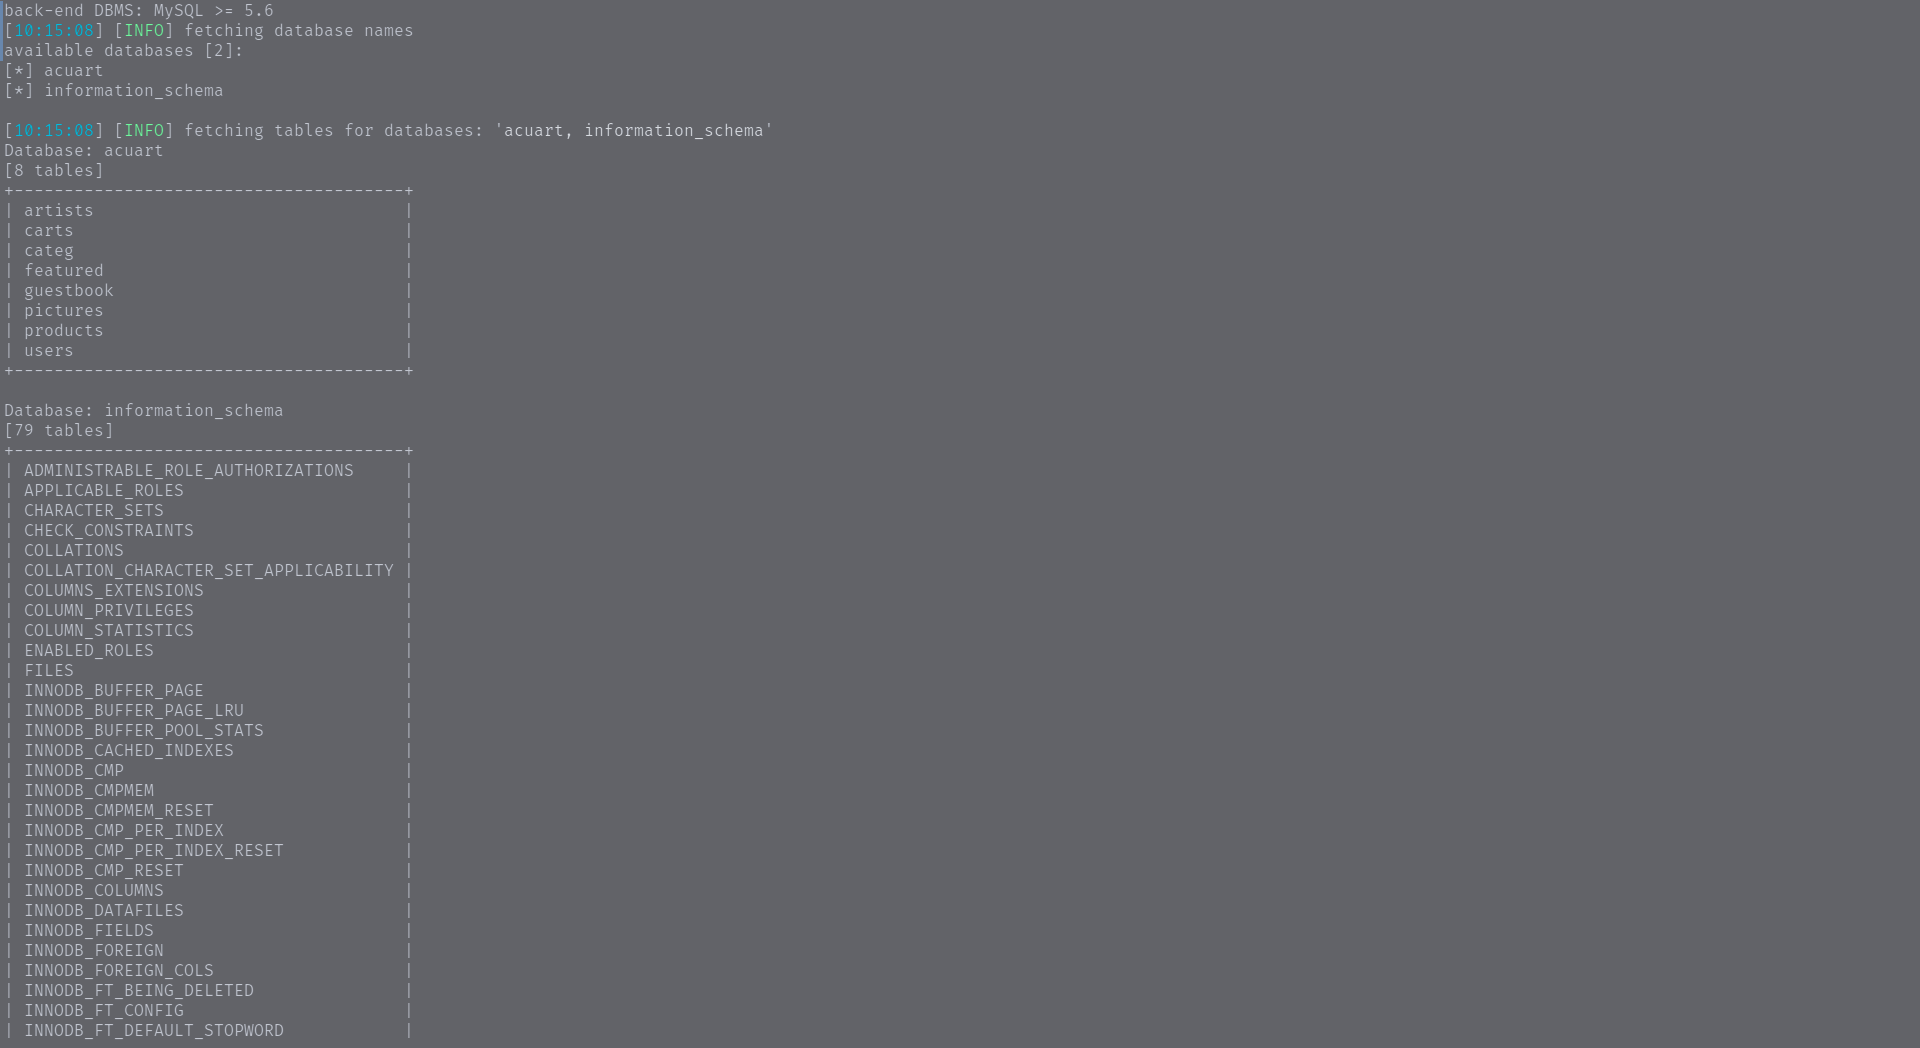 back-end DBMS: MySQL >= 5.6
[10:15:08] [INFO] fetching database names
available databases [2]:
[*] acuart
[*] information_schema

[10:15:08] [INFO] fetching tables for databases: 'acuart, information_schema'
Database: acuart
[8 tables]
+---------------------------------------+
| artists                               |
| carts                                 |
| categ                                 |
| featured                              |
| guestbook                             |
| pictures                              |
| products                              |
| users                                 |
+---------------------------------------+

Database: information_schema
[79 tables]
+---------------------------------------+
| ADMINISTRABLE_ROLE_AUTHORIZATIONS     |
| APPLICABLE_ROLES                      |
| CHARACTER_SETS                        |
| CHECK_CONSTRAINTS                     |
| COLLATIONS                            |
| COLLATION_CHARACTER_SET_APPLICABILITY |
| COLUMNS_EXTENSIONS                    |
| COLUMN_PRIVILEGES                     |
| COLUMN_STATISTICS                     |
| ENABLED_ROLES                         |
| FILES                                 |
| INNODB_BUFFER_PAGE                    |
| INNODB_BUFFER_PAGE_LRU                |
| INNODB_BUFFER_POOL_STATS              |
| INNODB_CACHED_INDEXES                 |
| INNODB_CMP                            |
| INNODB_CMPMEM                         |
| INNODB_CMPMEM_RESET                   |
| INNODB_CMP_PER_INDEX                  |
| INNODB_CMP_PER_INDEX_RESET            |
| INNODB_CMP_RESET                      |
| INNODB_COLUMNS                        |
| INNODB_DATAFILES                      |
| INNODB_FIELDS                         |
| INNODB_FOREIGN                        |
| INNODB_FOREIGN_COLS                   |
| INNODB_FT_BEING_DELETED               |
| INNODB_FT_CONFIG                      |
| INNODB_FT_DEFAULT_STOPWORD            |